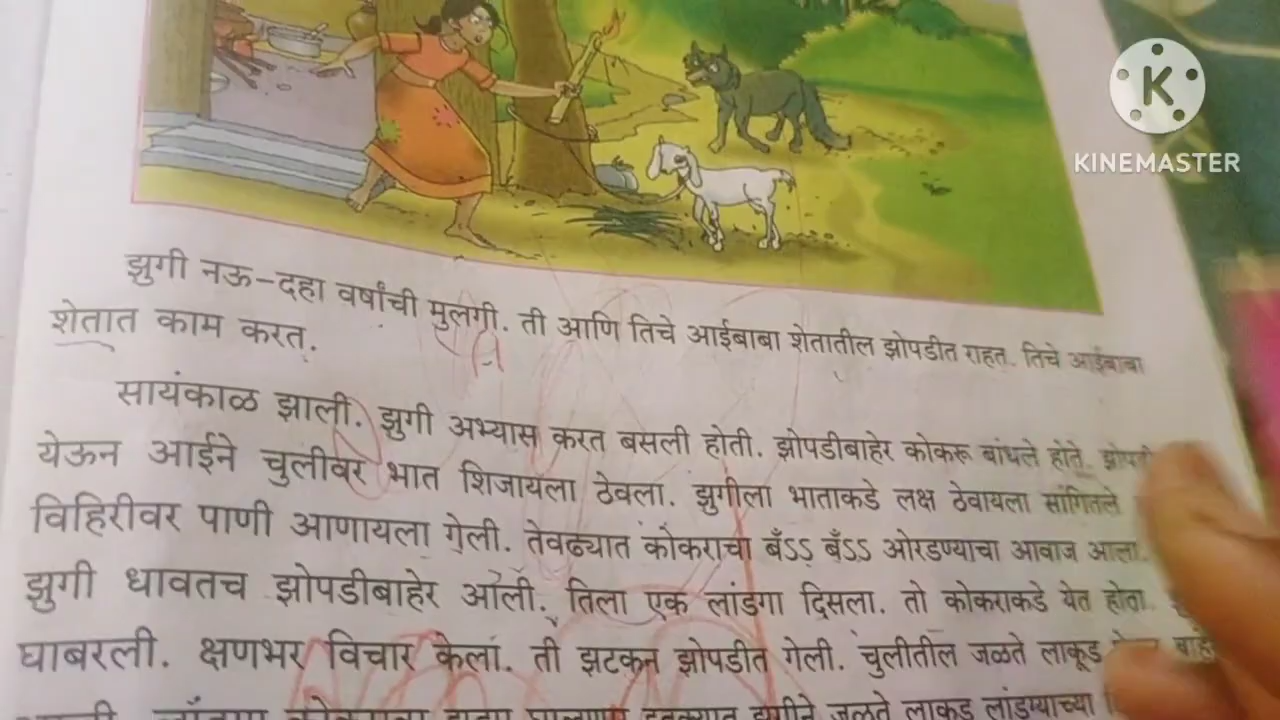 KINEMASTER
झुगी नऊ-दहा वर्षांची मुलगी. ती आणि तिचे आईबाबा शेतातील झोपडीत राहत. तिचे आईबाबा
शेतात काम करत.
सायंकाळ झाली. झुगी अभ्यास करत बसली होती. झोपडीबाहेर कोकरू बांधले होते.
येऊन आईने चुलीवर भात शिजायला ठेवला. झुगीला भाताकडे लक्ष ठेवायला सांगितले
विहिरीवर पाणी आणायला गेली. तेवढ्यात कोकराचा बँऽऽ बँऽऽ ओरडण्याचा आवाज आला.
झुगी धावतच झोपडीबाहेर आली. तिला एक लांडगा दिसला. तो कोकराकडे येत होता.
घाबरली. क्षणभर विचार केला. ती झटकन झोपडीत गेली. चुलीतील जळते लाकूड
जळते लाकूड लांडग्याच्या